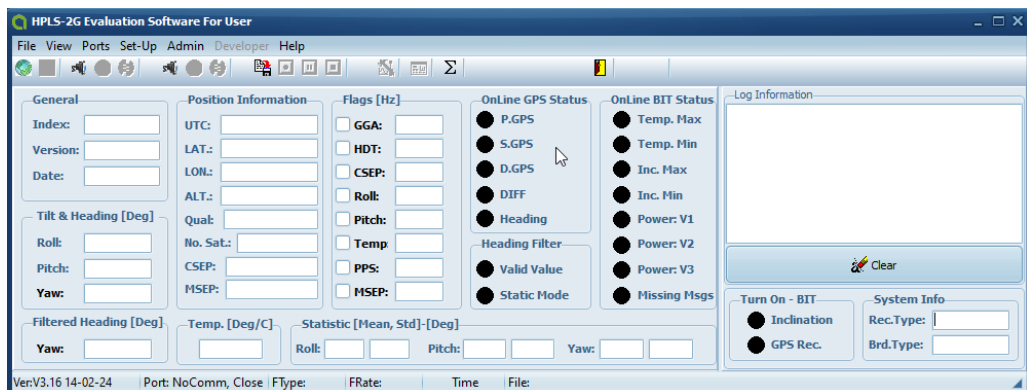 HPLS-2G Evaluation Software For User
File View Ports Set-Up Admin Developer Help
Σ
General
Index:
Version:
Date:
Tilt & Heading [Deg]
Roll:
Pitch:
Yaw:
Filtered Heading [Deg]
Yaw:
Position Information
UTC:
LAT.:
LON.:
ALT.:
Qual:
No. Sat.:
CSEP:
MSEP:
Temp. [Deg/C]
Flags [Hz]
GGA:
HDT:
CSEP:
Roll:
Pitch:
Temp:
PPS:
MSEP:
Statistic [Mean, Std]-[Deg]
Roll: Pitch: Yaw:
OnLine GPS Status
P.GPS
S.GPS
D.GPS
DIFF
Heading
Heading Filter
Valid Value
Static Mode
OnLine BIT Status
Temp. Max
Temp. Min
Inc. Max
Inc. Min
Power: V1
Power: V2
Power: V3
Missing Msgs
Log Information
Clear
Turn On - BIT
Inclination
GPS Rec.
System Info
Rec.Type:
Brd.Type:
Ver:V3.16 14-02-24 Port: NoComm, Close FType: FRate: Time File: